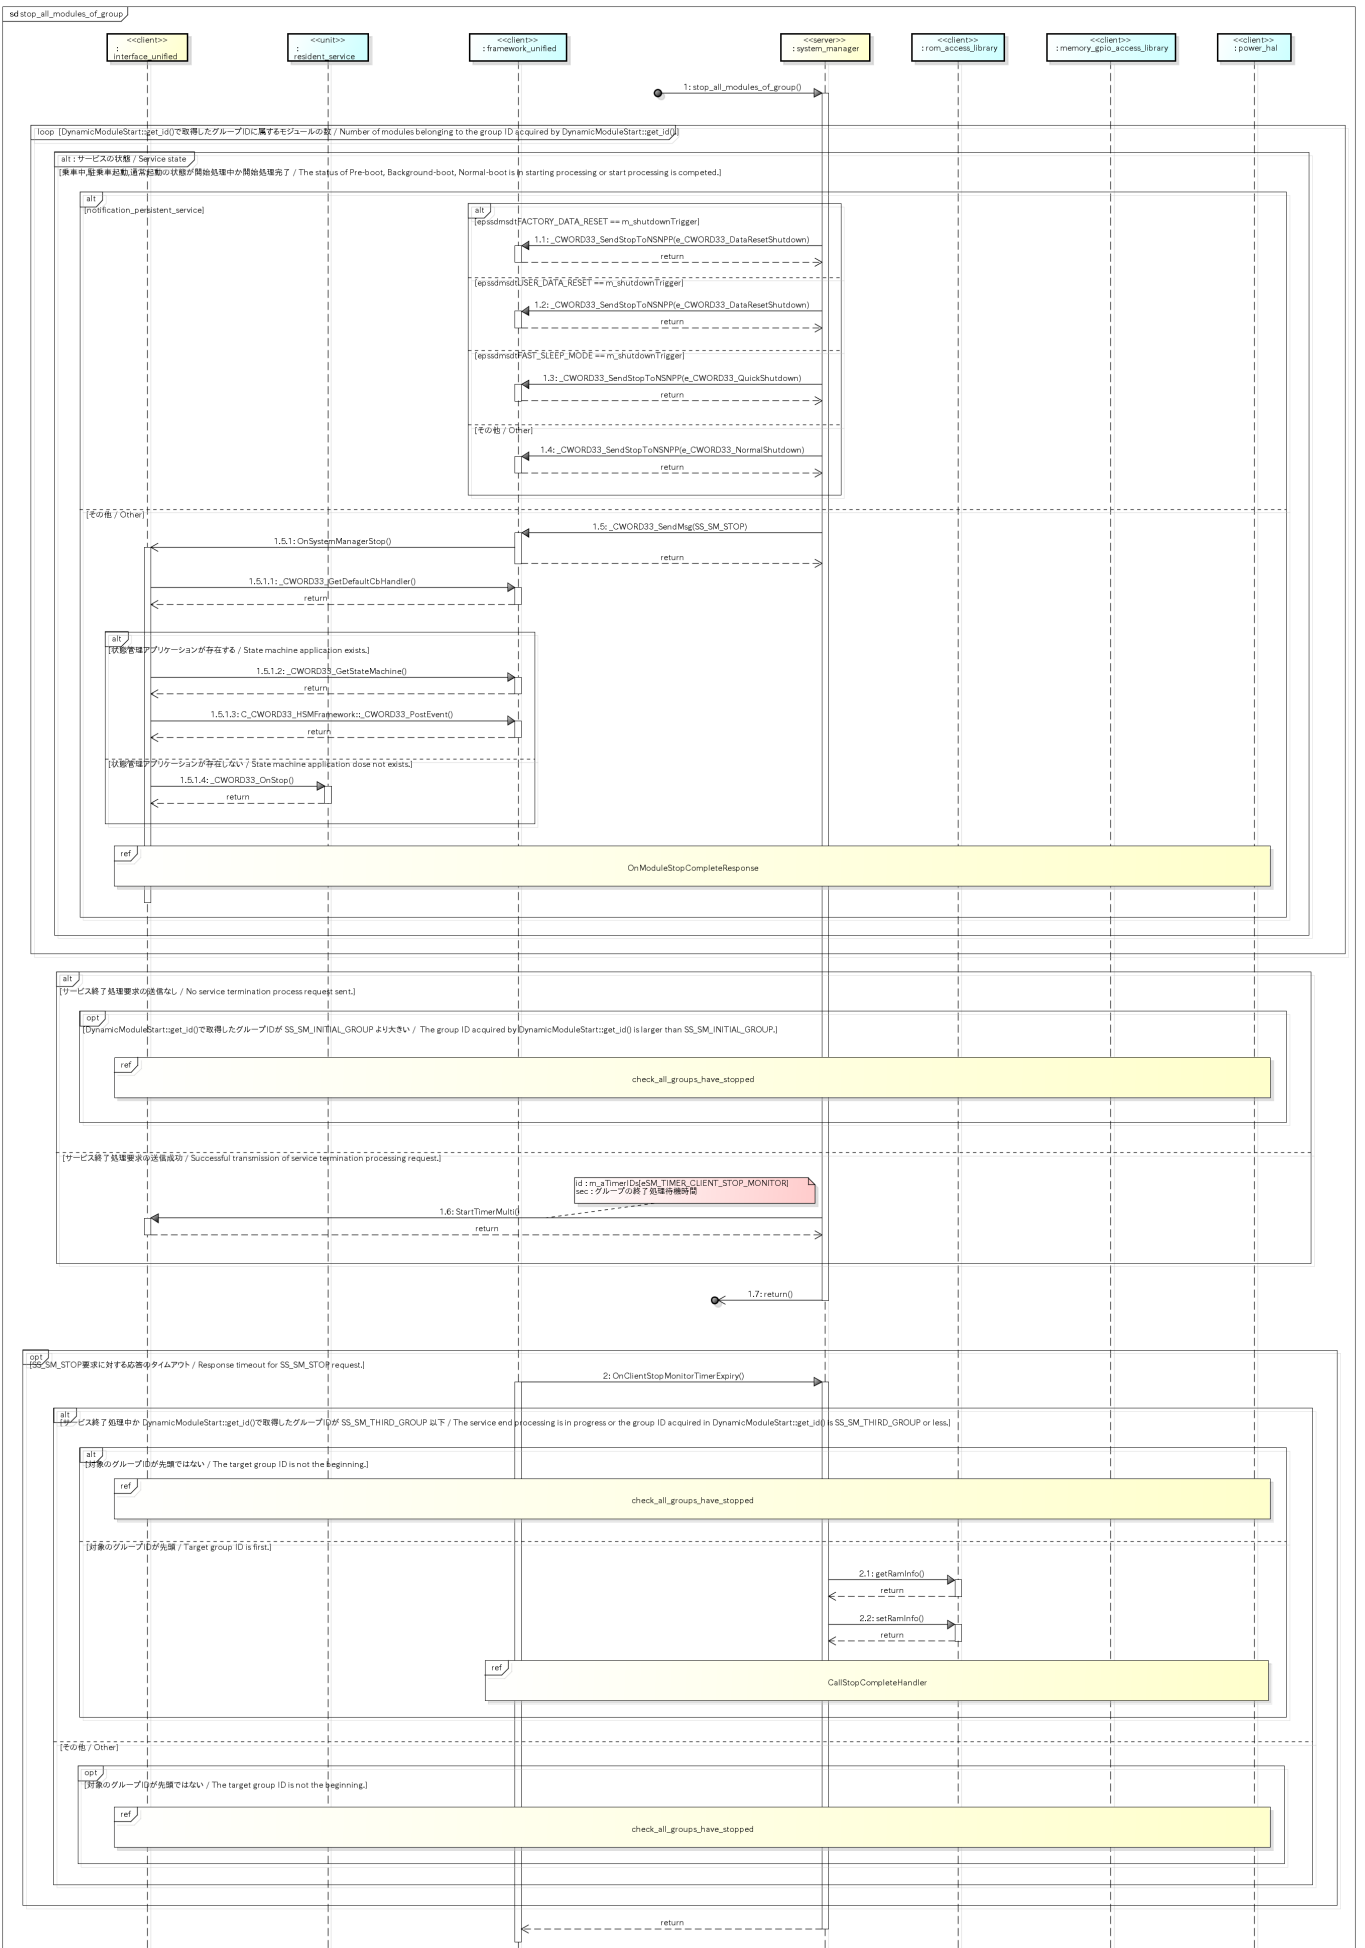 sd stop_all_modules_of_group
<<client>>
:
interface_unified
<<unit>>
:
resident_service
<<client>>
: framework_unified
<<server>>
: system_manager
<<client>>
: rom_access_library
<<client>>
: memory_gpio_access_library
<<client>>
: power_hal
1: stop_all_modules_of_group()
loop [DynamicModuleStart::get_id()で取得したグループIDに属するモジュールの数 / Number of modules belonging to the group ID acquired by DynamicModuleStart::get_id().]
alt : サービスの状態 / Service state
[乗車中,駐乗車起動,通常起動の状態が開始処理中か開始処理完了 / The status of Pre-boot, Background-boot, Normal-boot is in starting processing or start processing is competed.]
alt
[notification_persistent_service]
alt
[epssdmsdtFACTORY_DATA_RESET == m_shutdownTrigger]
1.1: _CWORD33_SendStopToNSNPP(e_CWORD33_DataResetShutdown)
return
[epssdmsdtUSER_DATA_RESET == m_shutdownTrigger]
1.2: _CWORD33_SendStopToNSNPP(e_CWORD33_DataResetShutdown)
return
[epssdmsdtFAST_SLEEP_MODE == m_shutdownTrigger]
1.3: _CWORD33_SendStopToNSNPP(e_CWORD33_QuickShutdown)
return
[その他 / Other]
1.4: _CWORD33_SendStopToNSNPP(e_CWORD33_NormalShutdown)
return
[その他 / Other]
1.5: _CWORD33_SendMsg(SS_SM_STOP)
1.5.1: OnSystemManagerStop()
return
1.5.1.1: _CWORD33_GetDefaultCbHandler()
return
alt
[状態管理アプリケーションが存在する / State machine application exists.]
1.5.1.2: _CWORD33_GetStateMachine()
return
1.5.1.3: C_CWORD33_HSMFramework::_CWORD33_PostEvent()
return
[状態管理アプリケーションが存在しない / State machine application dose not exists.]
1.5.1.4: _CWORD33_OnStop()
return
ref
OnModuleStopCompleteResponse
alt
[サービス終了処理要求の送信なし / No service termination process request sent.]
opt
[DynamicModuleStart::get_id()で取得したグループIDが SS_SM_INITIAL_GROUP より大きい / The group ID acquired by DynamicModuleStart::get_id() is larger than SS_SM_INITIAL_GROUP.]
ref
check_all_groups_have_stopped
[サービス終了処理要求の送信成功 / Successful transmission of service termination processing request.]
id : m_aTimerIDs[eSM_TIMER_CLIENT_STOP_MONITOR]
sec : グループの終了処理待機時間
1.6: StartTimerMulti()
return
1.7: return()
opt
[SS_SM_STOP要求に対する応答のタイムアウト / Response timeout for SS_SM_STOP request.]
2: OnClientStopMonitorTimerExpiry()
alt
[サービス終了処理中か DynamicModuleStart::get_id()で取得したグループIDが SS_SM_THIRD_GROUP 以下 / The service end processing is in progress or the group ID acquired in DynamicModuleStart::get_id() is SS_SM_THIRD_GROUP or less.]
alt
[対象のグループIDが先頭ではない / The target group ID is not the beginning.]
ref
check_all_groups_have_stopped
[対象のグループIDが先頭 / Target group ID is first.]
2.1: getRamInfo()
return
2.2: setRamInfo()
return
ref
CallStopCompleteHandler
[その他 / Other]
opt
[対象のグループIDが先頭ではない / The target group ID is not the beginning.]
ref
check_all_groups_have_stopped
return